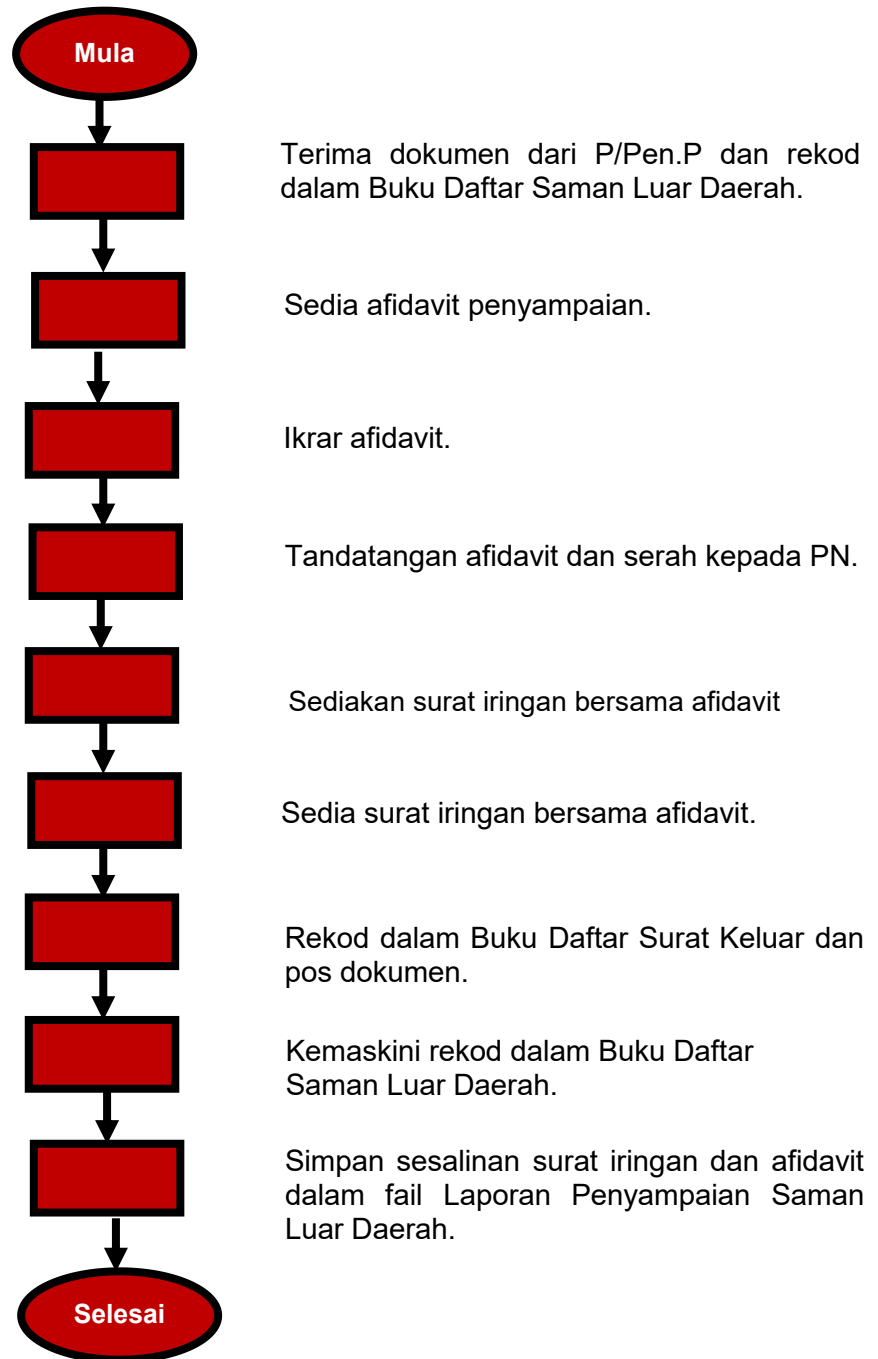 Mula
Terima dokumen dari P/Pen.P dan rekod
dalam Buku Daftar Saman Luar Daerah.
Sedia afidavit penyampaian.
Ikrar afidavit.
Tandatangan afidavit dan serah kepada PN.
Sediakan surat iringan bersama afidavit
Sedia surat iringan bersama afidavit.
Rekod dalam Buku Daftar Surat Keluar dan
pos dokumen.
Kemaskini rekod dalam Buku Daftar
Saman Luar Daerah.
Simpan sesalinan surat iringan dan afidavit
dalam fail Laporan Penyampaian Saman
Luar Daerah.
Selesai